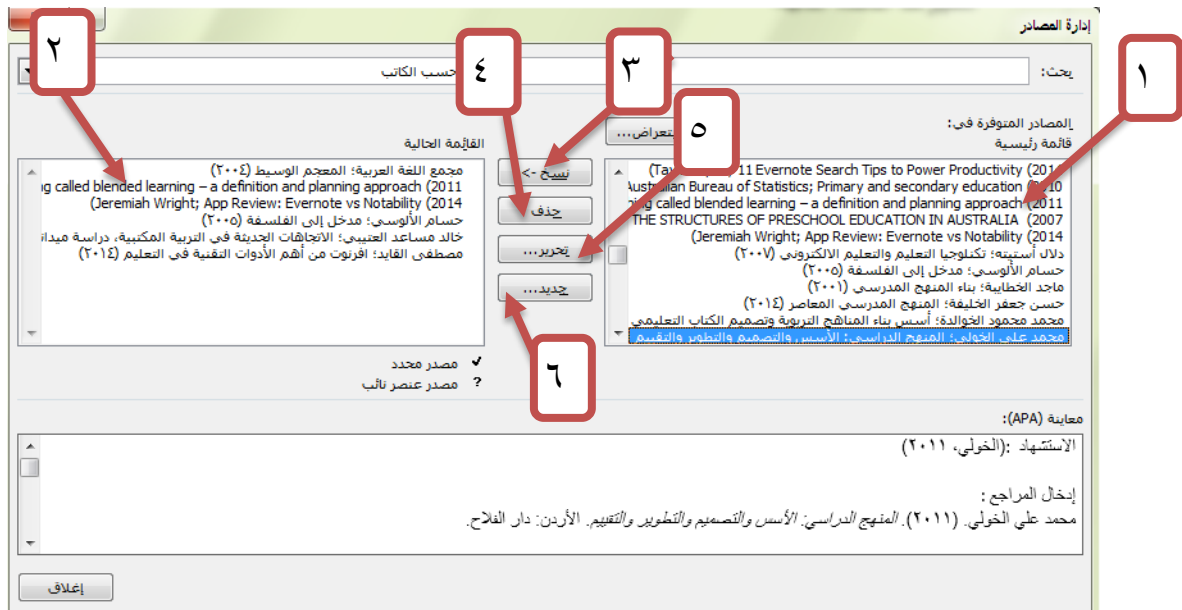 إدارة المصادر
٢
٤
٣
١
٥
٦
يحث:
حسب الكاتب
المصادر المتوفرة في:
قائمة رئيسية
11 Evernote Search Tips to Power Productivity (201
Australian Bureau of Statistics; Primary and secondary education (2010
ing called blended learning – a definition and planning approach (2011
THE STRUCTURES OF PRESCHOOL EDUCATION IN AUSTRALIA (2007
(Jeremiah Wright; App Review: Evernote vs Notability (2014
دلال أستيته؛ تكنلوجيا التعليم والتعليم الالكتروني (٢٠٠٧)
حسام الألوسي؛ مدخل إلى الفلسفة (٢٠٠٥)
ماجد الخطايبة؛ بناء المنهج المدرسي (٢٠٠١)
حسن جعفر الخليفة؛ المنهج المدرسي المعاصر (٢٠١٤)
محمد محمود الخوالدة؛ أسس بناء المناهج التربوية وتصميم الكتاب التعليمي
محمد علي الخولي؛ المنهج الدراسي: الأسس والتصميم والتطوير والتقييم
نسخ ->
حذف
تحرير...
جديد...
القائمة الحالية
مجمع اللغة العربية؛ المعجم الوسيط (٢٠٠٤)
ig called blended learning – a definition and planning approach (2011
(Jeremiah Wright; App Review: Evernote vs Notability (2014
حسام الألوسي؛ مدخل إلى الفلسفة (٢٠٠٥)
خالد مساعد العتيبي؛ الاتجاهات الحديثة في التربية المكتبية، دراسة ميدان
مصطفى القايد؛ افرنوت من أهم الأدوات التقنية في التعليم (٢٠١٤)
✔ مصدر محدد
? مصدر عنصر نائب
معاينة (APA):
الاستشهاد :(الخولي، ٢٠١١)
إدخال المراجع :
محمد علي الخولي. (٢٠١١). المنهج الدراسي: الأسس والتصميم والتطوير والتقييم. الأردن: دار الفلاح.
إغلاق